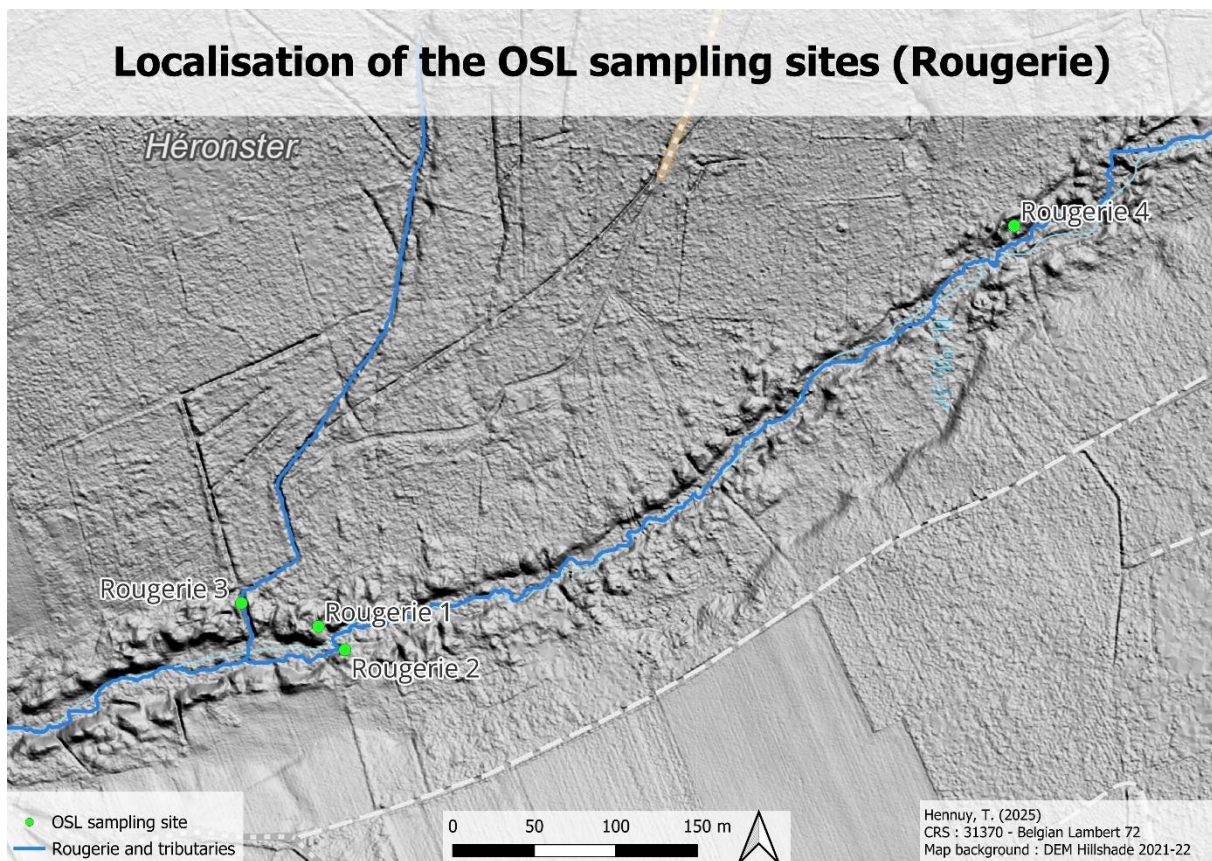 Localisation of the OSL sampling sites (Rougerie)
Héronster
Rougerie 4
Rougerie 3
Rougerie 1
Rougerie 2
OSL sampling site
Rougerie and tributaries
0 50 100 150 m
Hennuy, T. (2025)
CRS : 31370 - Belgian Lambert 72
Map background : DEM Hillshade 2021-22